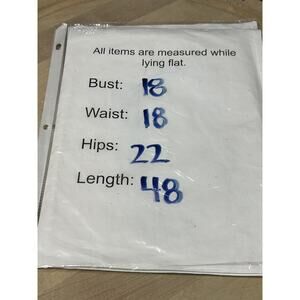 All items are measured while
lying flat.
Bust: 18
Waist: 18
Hips: 22
Length: 48